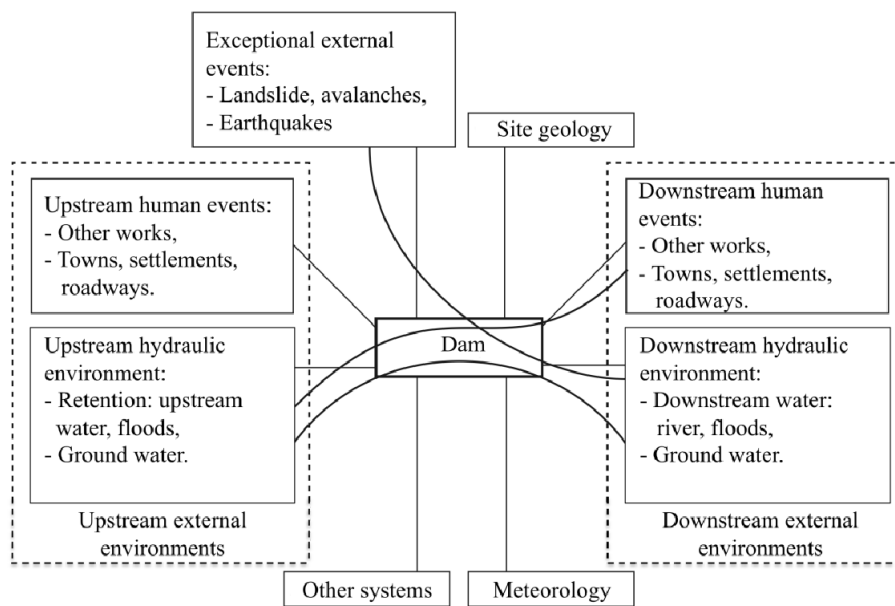 Exceptional external
events:
- Landslide, avalanches,
- Earthquakes
Site geology
Upstream human events:
- Other works,
- Towns, settlements,
roadways.
Downstream human
events:
- Other works,
- Towns, settlements,
roadways.
Dam
Upstream hydraulic
environment:
- Retention: upstream
water, floods,
- Ground water.
Downstream hydraulic
environment:
- Downstream water:
river, floods,
- Ground water.
Upstream external
environments
Downstream external
environments
Other systems
Meteorology